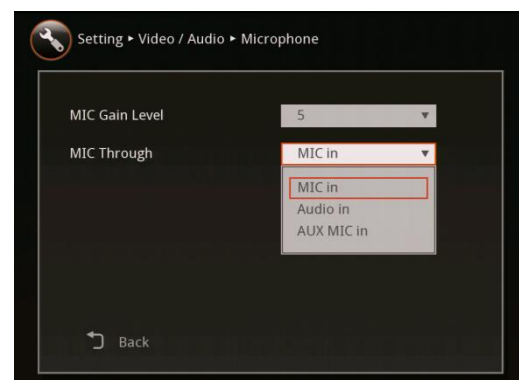 Setting ▸ Video / Audio ▸ Microphone
MIC Gain Level 5
MIC Through MIC in
MIC in
Audio in
AUX MIC in
Back